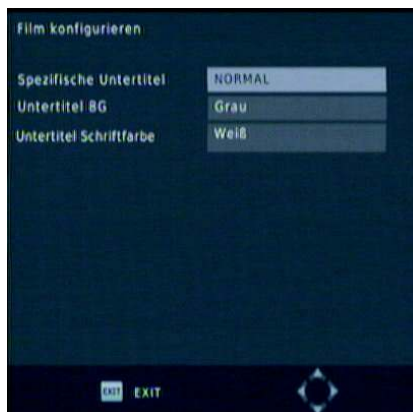 Film konfigurieren
Spezifische Untertitel NORMAL
Untertitel BG Grau
Untertitel Schriftfarbe Weiß
EXIT EXIT